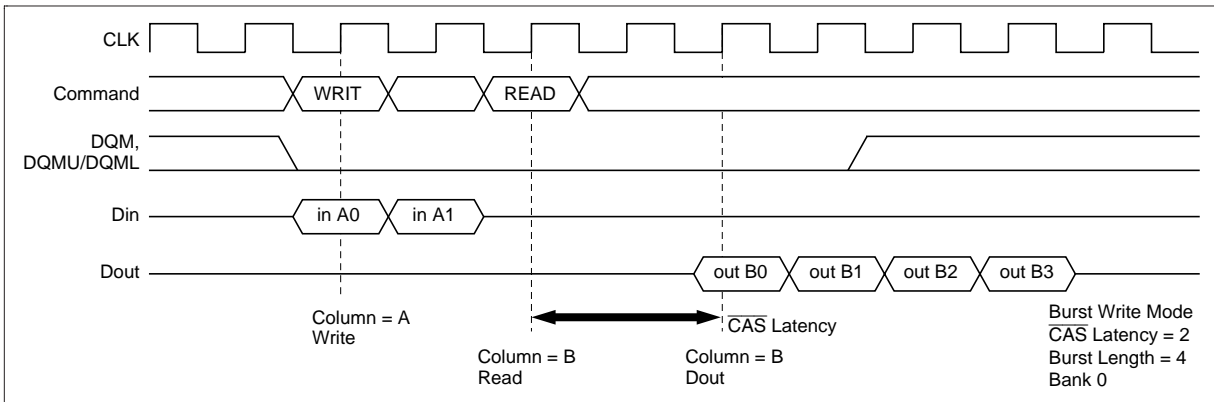 CLK
Command
WRIT
READ
DQM,
DQMU/DQML
Din
in A0
in A1
Dout
out B0
out B1
out B2
out B3
Column = A
Write
CAS Latency
Column = B
Read
Column = B
Dout
Burst Write Mode
CAS Latency = 2
Burst Length = 4
Bank 0